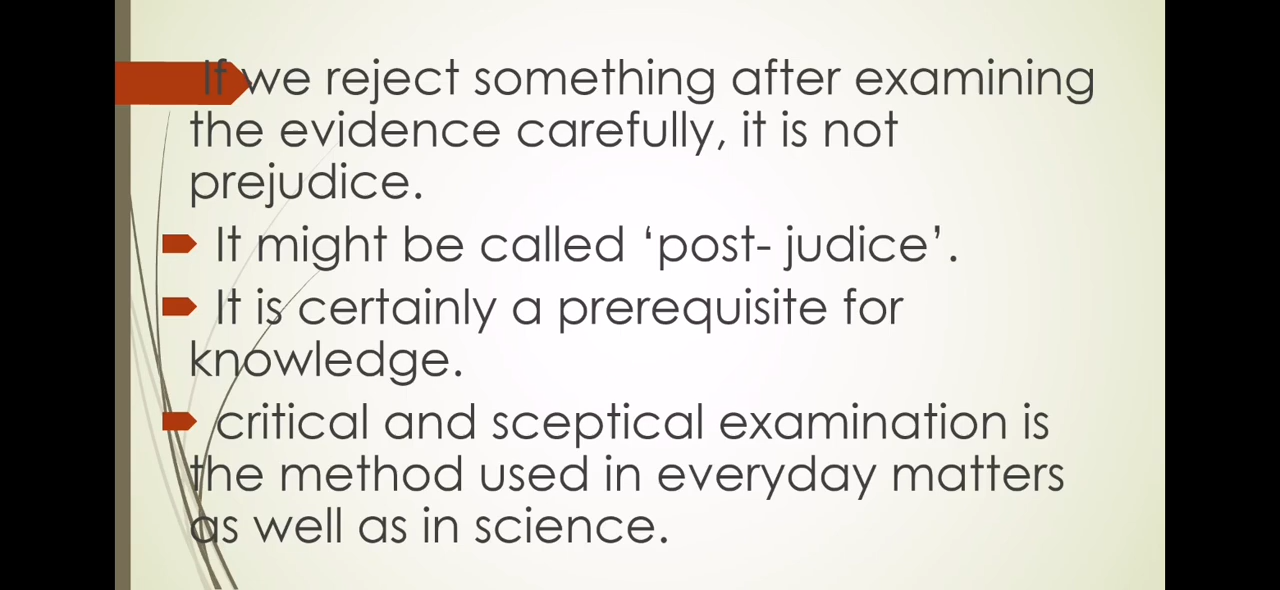 If we reject something after examining
the evidence carefully, it is not
prejudice.
It might be called ‘post- judice’.
It is certainly a prerequisite for
knowledge.
critical and sceptical examination is
the method used in everyday matters
as well as in science.